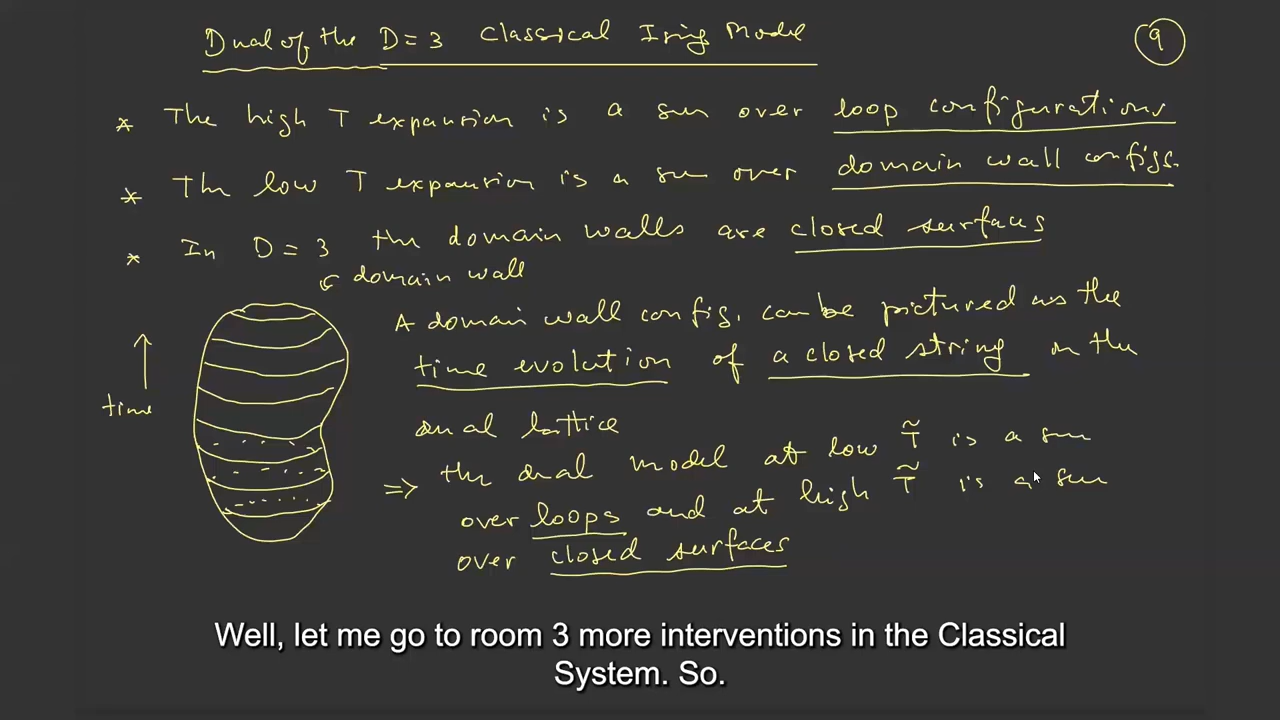 Dual of the D = 3 Classical Ising Model
9
* The high T expansion is a sum over loop configurations
* The low T expansion is a sum over domain wall configs.
* In D = 3 the domain walls are closed surfaces
domain wall
A domain wall config. can be pictured as the
time evolution of a closed string on the
dual lattice
time
⇒ the dual model at low T̃ is a sum
over loops and at high T̃ is a sum
over closed surfaces
Well, let me go to room 3 more interventions in the Classical
System. So.